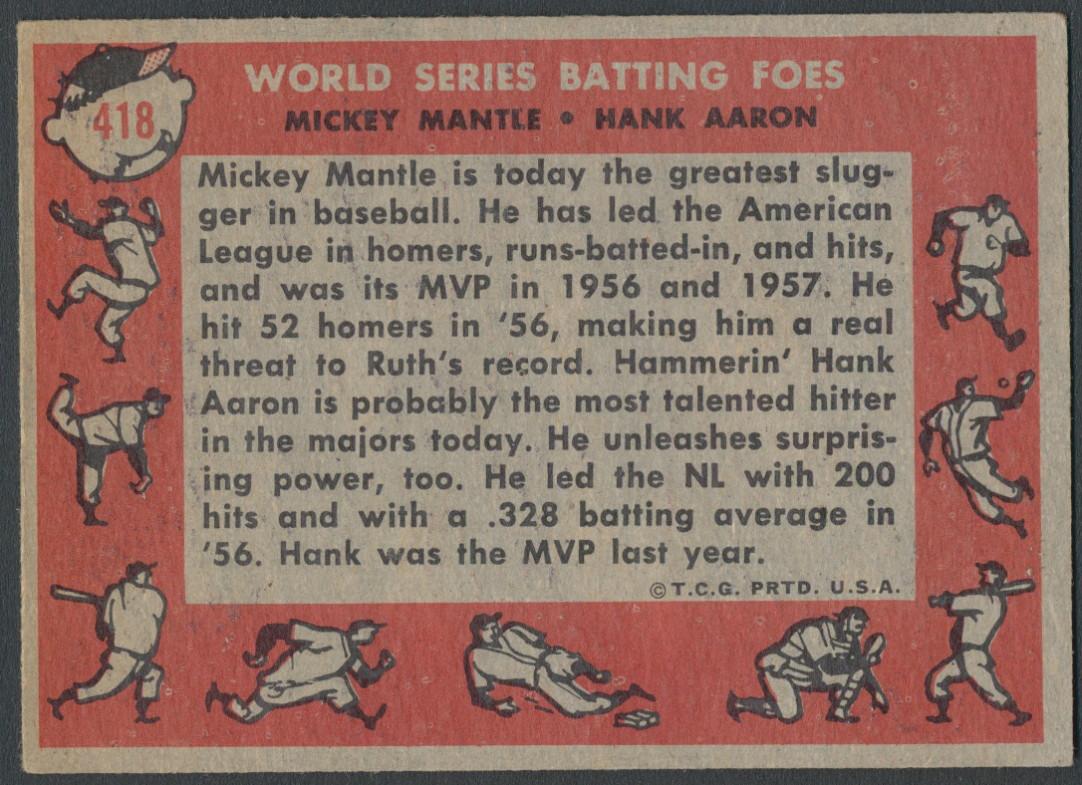 418
WORLD SERIES BATTING FOES
MICKEY MANTLE • HANK AARON
Mickey Mantle is today the greatest slug-
ger in baseball. He has led the American
League in homers, runs-batted-in, and hits,
and was its MVP in 1956 and 1957. He
hit 52 homers in '56, making him a real
threat to Ruth's record. Hammerin' Hank
Aaron is probably the most talented hitter
in the majors today. He unleashes surpris-
ing power, too. He led the NL with 200
hits and with a .328 batting average in
'56. Hank was the MVP last year.
© T.C.G. PRTD. U.S.A.